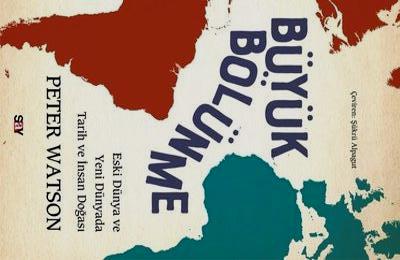 Çeviren: Şükrü Alpagut
BÜYÜK
BÖLÜNME
Eski Dünya ve
Yeni Dünyada
Tarih ve İnsan Doğası
PETER WATSON
SAY